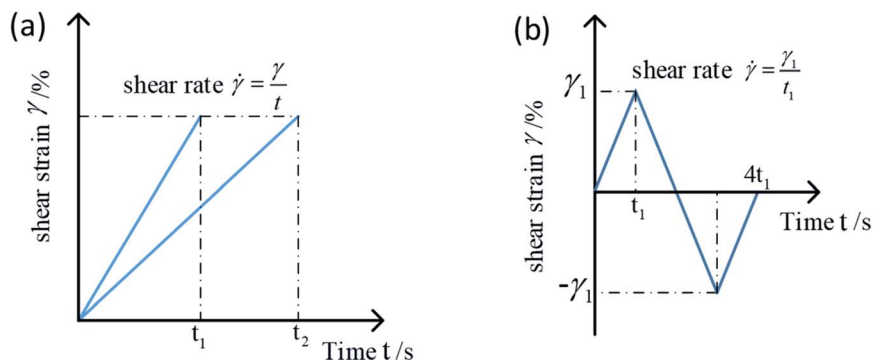 (a)
shear strain γ/%
shear rate γ̇ = γ/t
t₁
t₂
Time t/s
(b)
shear strain γ/%
shear rate γ̇ = γ₁/t₁
γ₁
4t₁
t₁
Time t/s
-γ₁